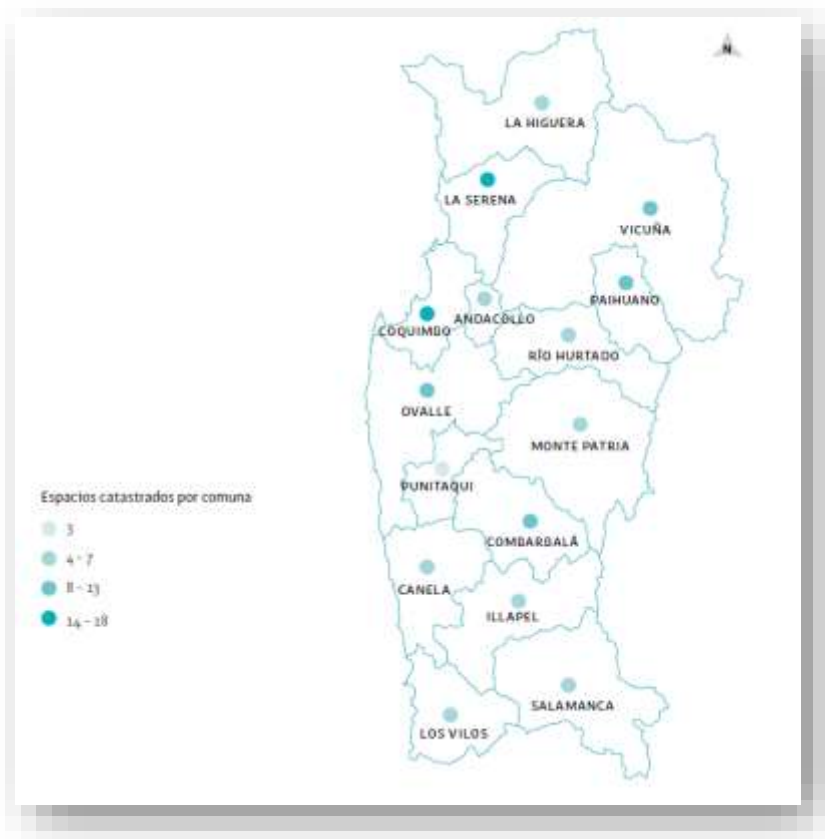 N
LA HIGUERA
LA SERENA
VICUÑA
PAIHUANO
ANDACOLLO
COQUIMBO
RÍO HURTADO
OVALLE
MONTE PATRIA
PUNITAQUI
Espacios catastrados por comuna
3
4 – 7
8 – 13
14 – 18
COMBARBALÁ
CANELA
ILLAPEL
SALAMANCA
LOS VILOS